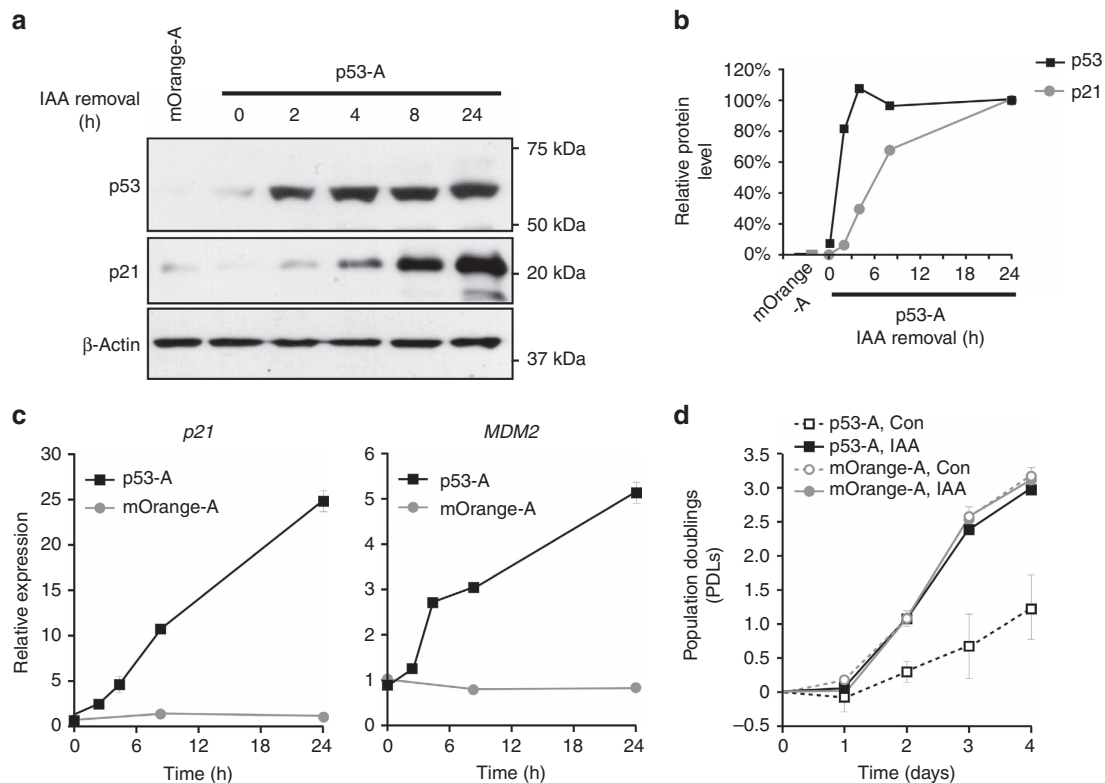 a
mOrange-A
p53-A
IAA removal
(h)
0 2 4 8 24
75 kDa
p53
50 kDa
p21
20 kDa
β-Actin
37 kDa
b
p53
p21
120%
100%
80%
60%
40%
40%
0%
Relative protein
level
mOrange
-A
0 6 12 18 24
p53-A
IAA removal (h)
c
p21
30
25
20
15
10
5
0
Relative expression
p53-A
mOrange-A
0 6 12 18 24
Time (h)
MDM2
6
5
4
3
2
1
0
p53-A
mOrange-A
0 6 12 18 24
Time (h)
d
p53-A, Con
p53-A, IAA
mOrange-A, Con
mOrange-A, IAA
3.5
3.0
2.5
2.0
1.5
1.0
0.5
0
–0.5
Population doublings
(PDLs)
0 1 2 3 4
Time (days)